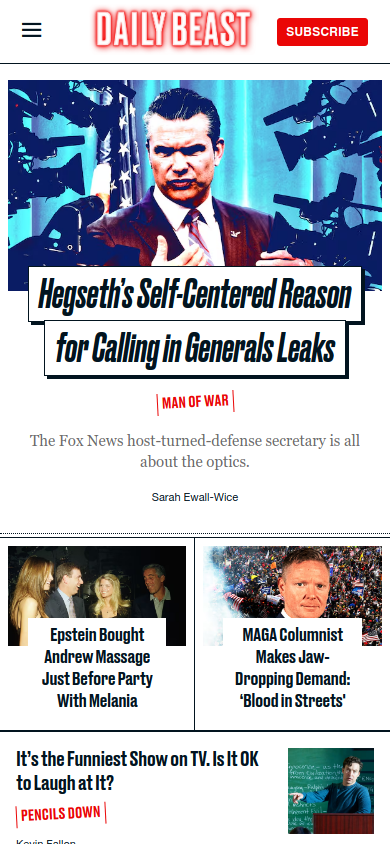 DAILY BEAST
SUBSCRIBE
Hegseth's Self-Centered Reason
for Calling in Generals Leaks
MAN OF WAR
The Fox News host-turned-defense secretary is all
about the optics.
Sarah Ewall-Wice
Epstein Bought
Andrew Massage
Just Before Party
With Melania
MAGA Columnist
Makes Jaw-
Dropping Demand:
‘Blood in Streets’
It’s the Funniest Show on TV. Is It OK
to Laugh at It?
PENCILS DOWN
Kevin Fallon